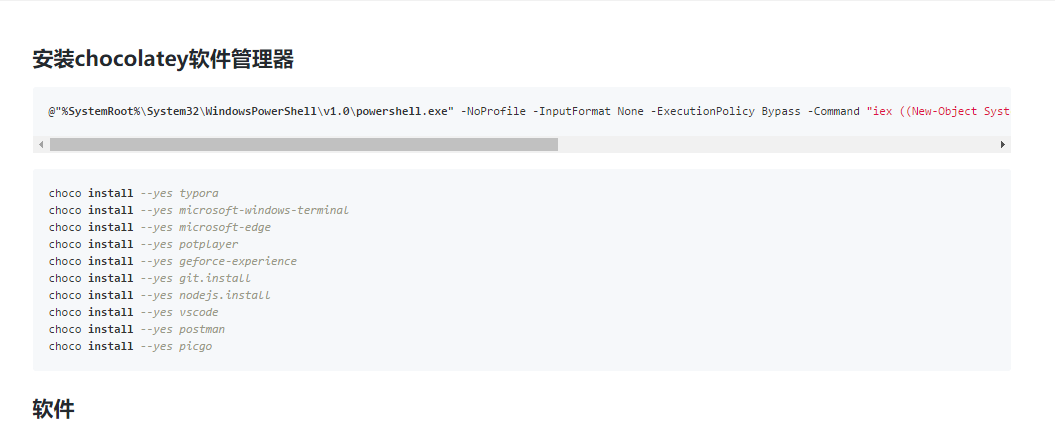 安装chocolatey软件管理器
@"%SystemRoot%\System32\WindowsPowerShell\v1.0\powershell.exe" -NoProfile -InputFormat None -ExecutionPolicy Bypass -Command "iex ((New-Object Syst
choco install --yes typora
choco install --yes microsoft-windows-terminal
choco install --yes microsoft-edge
choco install --yes potplayer
choco install --yes geforce-experience
choco install --yes git.install
choco install --yes nodejs.install
choco install --yes vscode
choco install --yes postman
choco install --yes picgo
软件